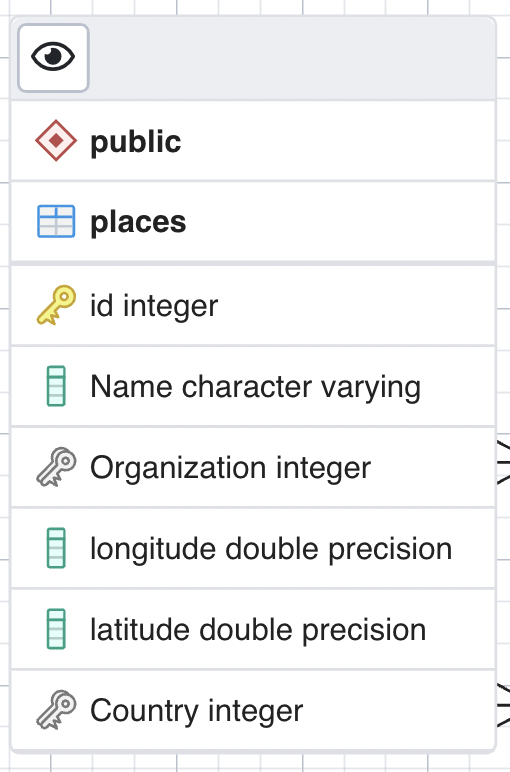 public
places
id integer
Name character varying
Organization integer
longitude double precision
latitude double precision
Country integer